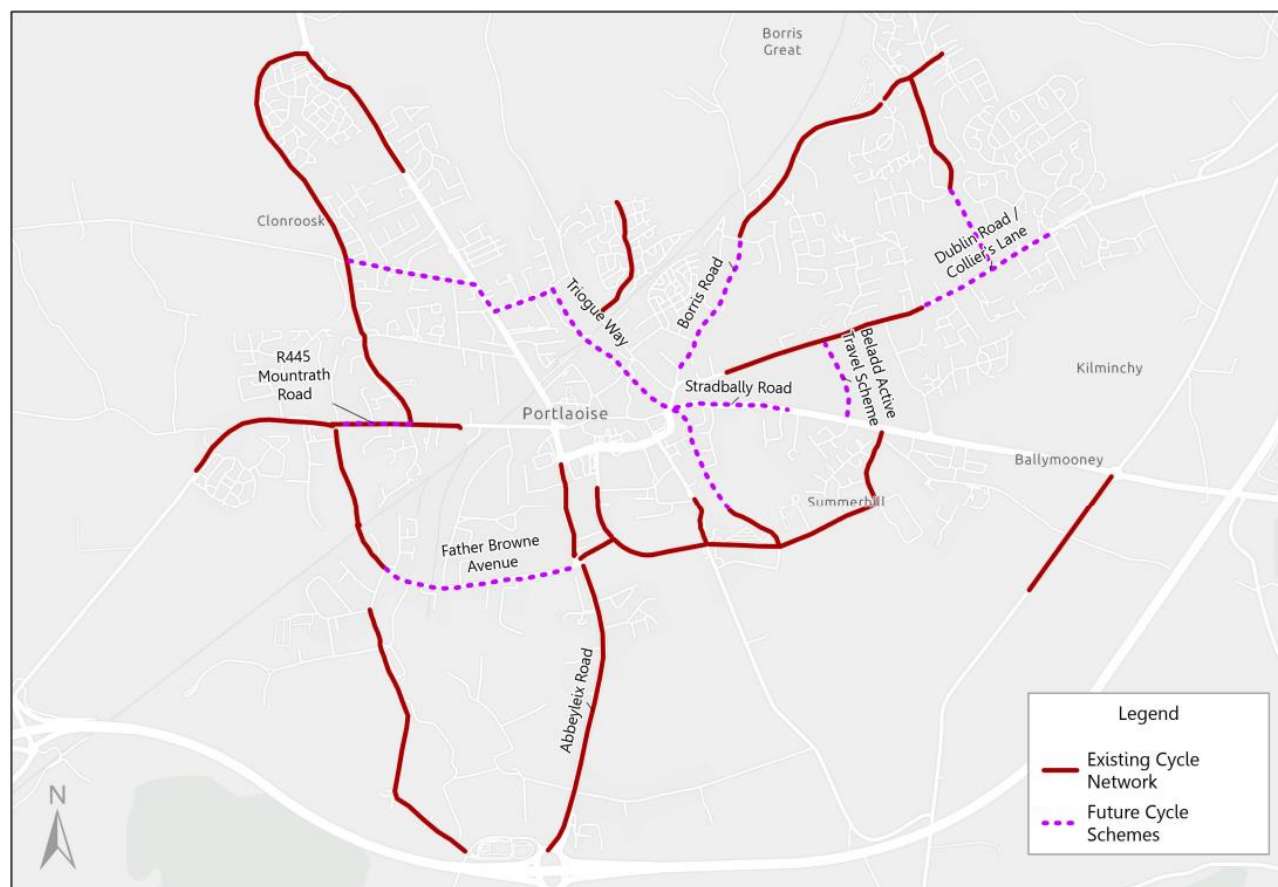 Borris
Great
Clonroosk
Triogue Way
Borris Road
Dublin Road /
Collier's Lane
Beladd Active
Travel Scheme
R445
Mountrath
Road
Portlaoise
Stradbally Road
Kilminchy
Ballymooney
Summerhill
Father Browne
Avenue
Abbeyleix Road
N
Legend
Existing Cycle
Network
Future Cycle
Schemes